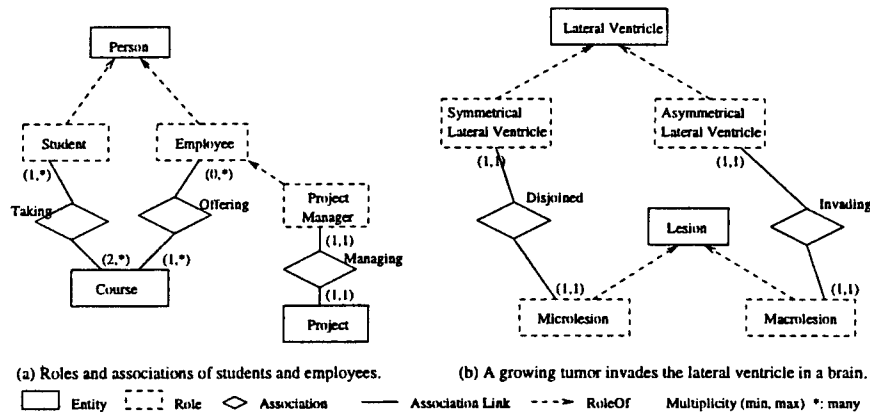 Person
Student
Employee
(1,*)
(0,*)
Taking
Offering
Project
Manager
(2,*)
(1,*)
(1,1)
Managing
Course
(1,1)
Project
(a) Roles and associations of students and employees.
Lateral Ventricle
Symmetrical
Lateral Ventricle
Asymmetrical
Lateral Ventricle
(1,1)
(1,1)
Disjoined
Invading
Lesion
(1,1)
(1,1)
Microlesion
Macrolesion
(b) A growing tumor invades the lateral ventricle in a brain.
Entity Role Association Association Link RoleOf Multiplicity (min, max) *: many